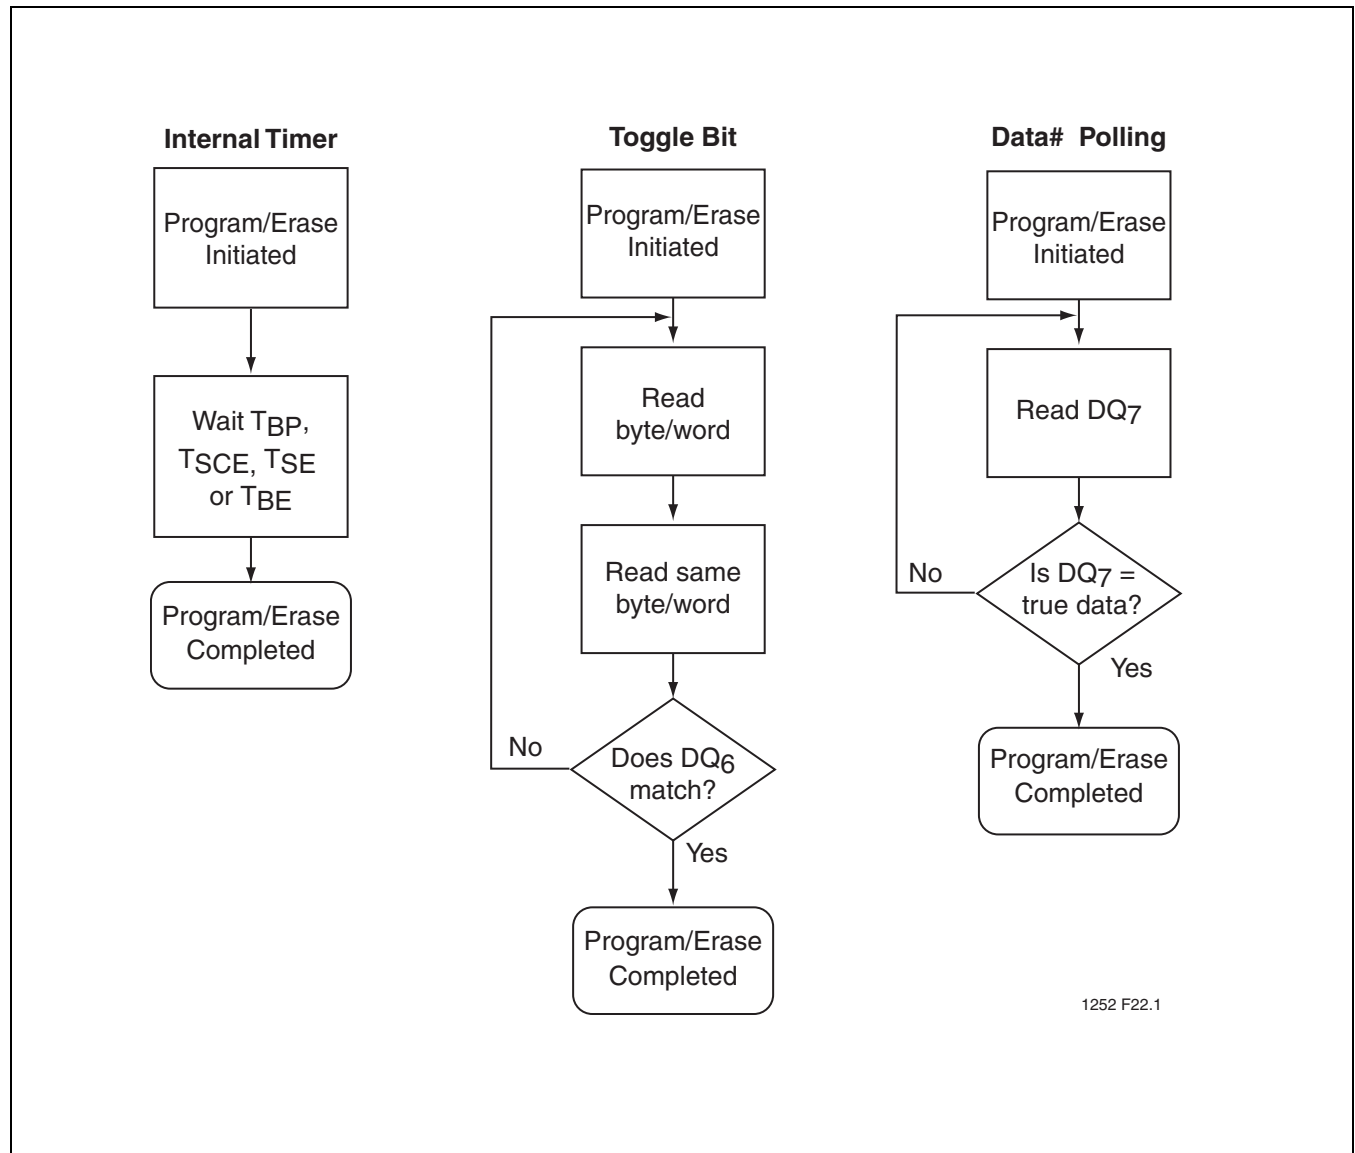 Internal Timer
Program/Erase
Initiated
Wait TBP,
TSCE, TSE
or TBE
Program/Erase
Completed
Toggle Bit
Program/Erase
Initiated
Read
byte/word
Read same
byte/word
Does DQ6
match?
No
Yes
Program/Erase
Completed
Data# Polling
Program/Erase
Initiated
Read DQ7
Is DQ7 =
true data?
No
Yes
Program/Erase
Completed
1252 F22.1